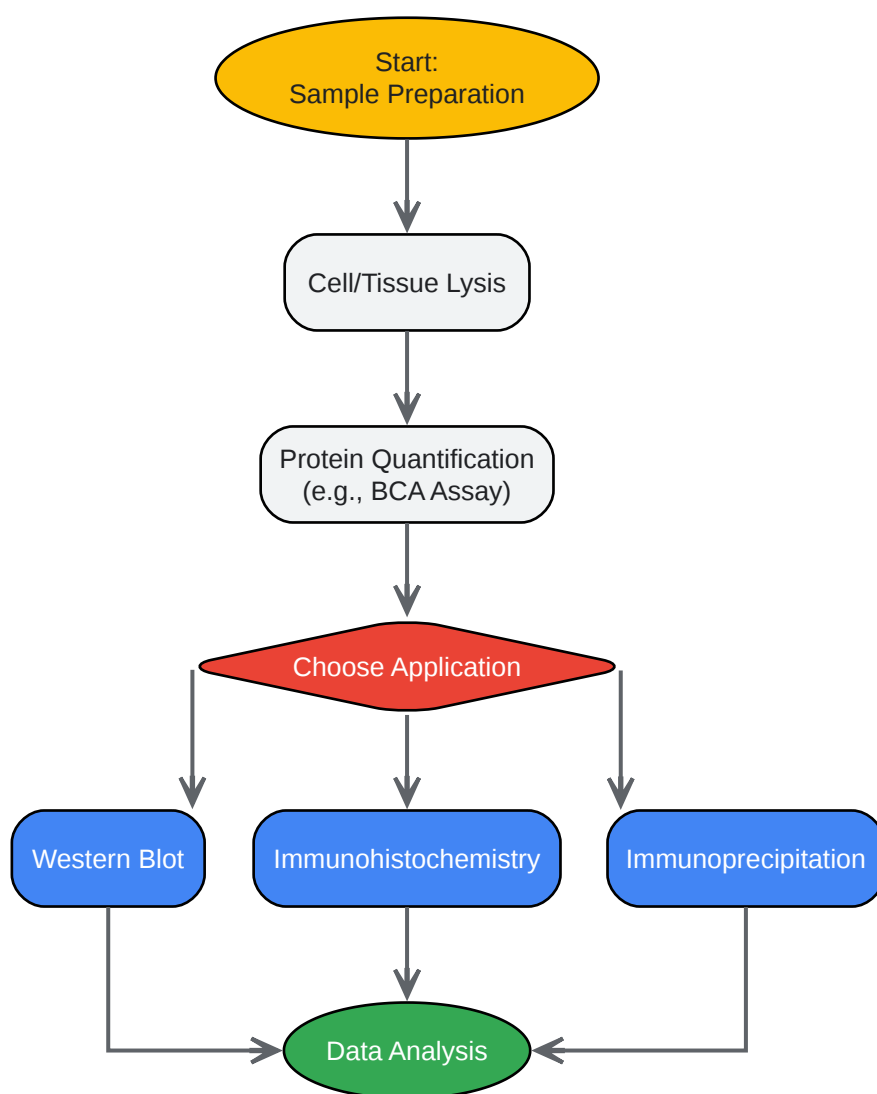 Start:
Sample Preparation
Cell/Tissue Lysis
Protein Quantification
(e.g., BCA Assay)
Choose Application
Western Blot
Immunohistochemistry
Immunoprecipitation
Data Analysis